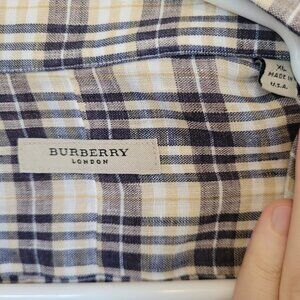 BURBERRY
LONDON
XL
MADE IN
U.S.A.